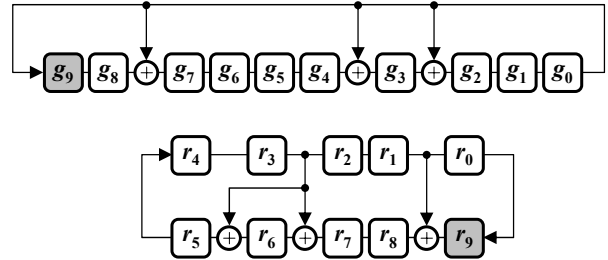 g9 g8 + g7 g6 g5 g4 + g3 + g2 g1 g0
r4 r3 r2 r1 r0
r5 + r6 + r7 r8 + r9